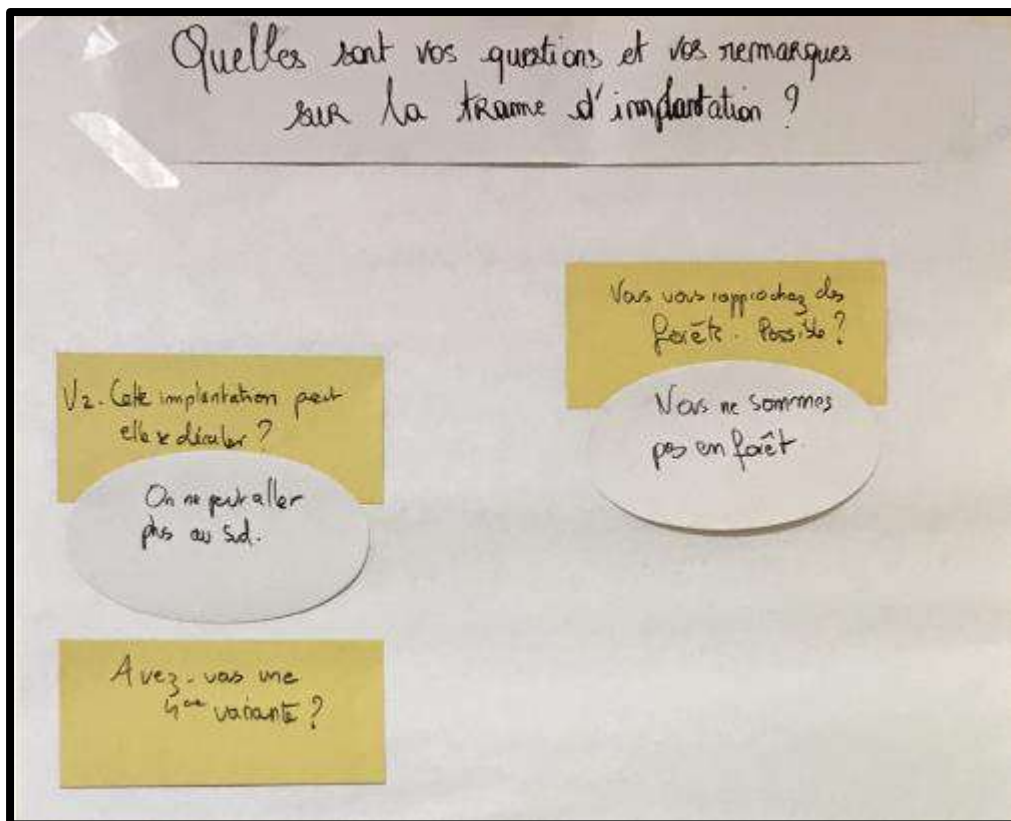 Quelles sont vos questions et vos remarques
sur la trame d'implantation ?
Vous vous rapprochez des
forêts. Possible ?
Nous ne sommes
pas en forêt.
V2. Cette implantation peut
elle se décaler ?
On ne peut aller
plus au Sud.
Avez-vous une
4ème variante ?